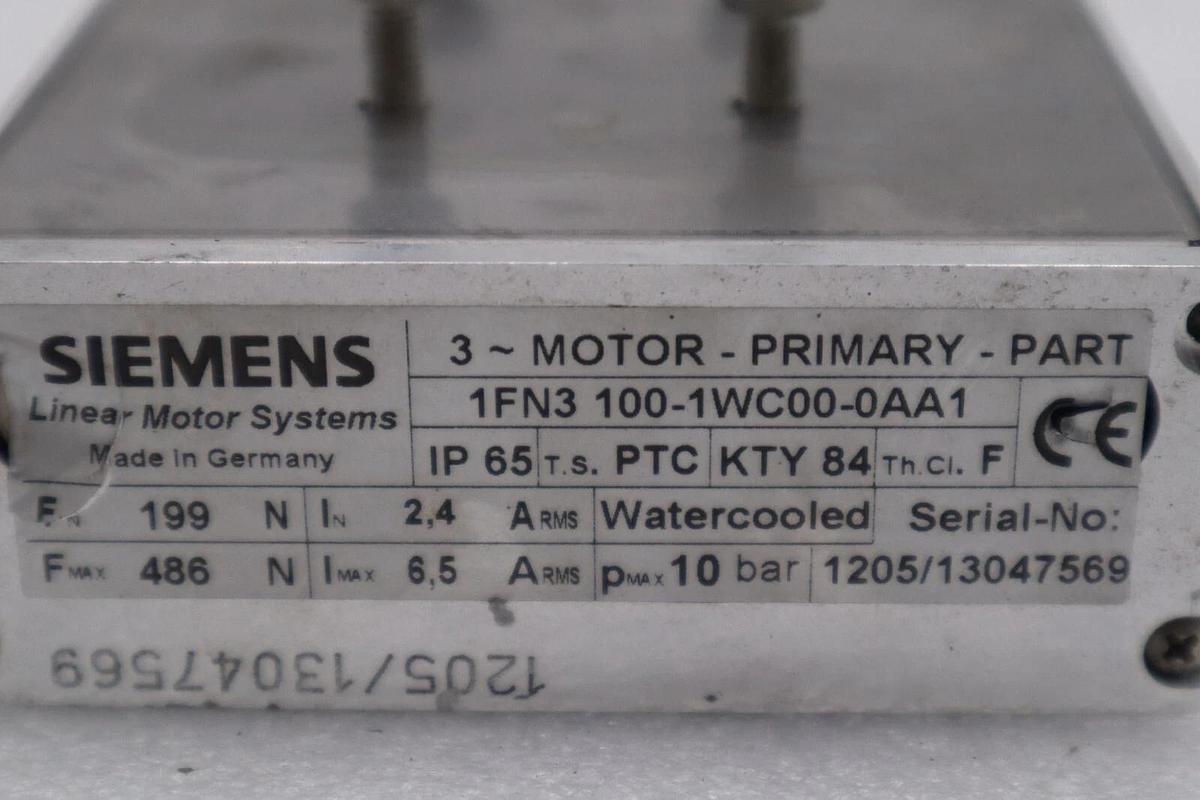 SIEMENS
Linear Motor Systems
Made in Germany
3 ~ MOTOR - PRIMARY - PART
1FN3 100-1WC00-0AA1
IP 65 T.S. PTC KTY 84 Th.Cl. F
CE
FN 199 N IN 2,4 ARMS Watercooled Serial-No:
FMAX 486 N IMAX 6,5 ARMS pMAX 10 bar 1205/13047569
1205/13047569